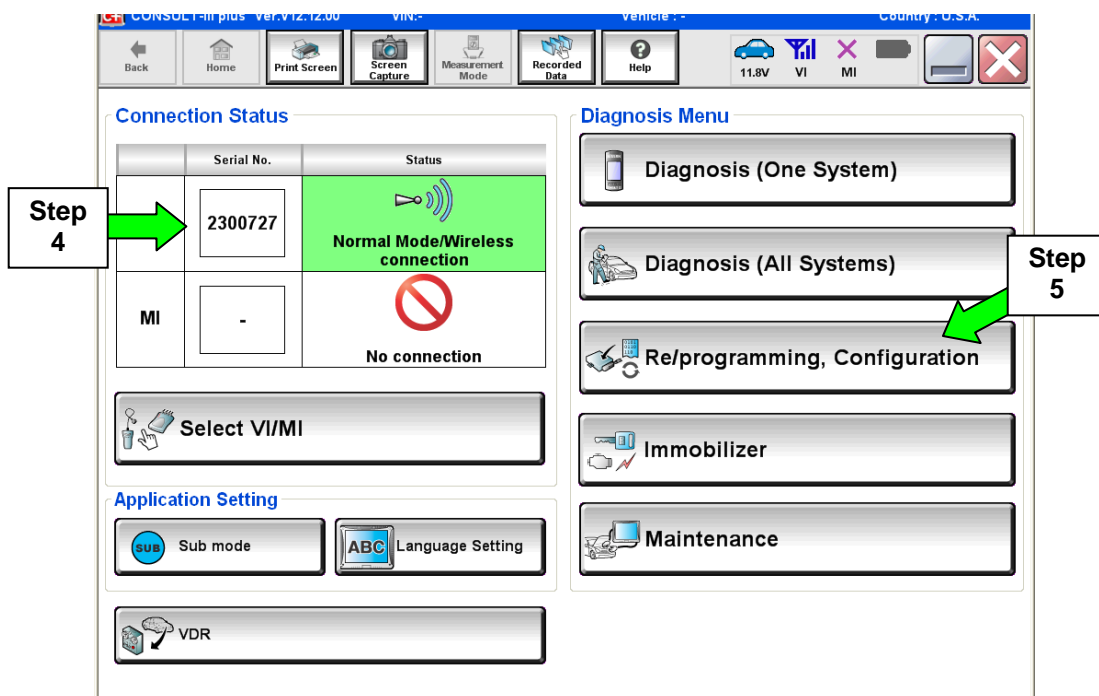 CONSULT-III plus Ver.V12.12.00 VIN:- Vehicle : - Country : U.S.A.
Back
Home
Print Screen
Screen
Capture
Measurement
Mode
Recorded
Data
Help
11.8V VI MI
Connection Status
Serial No. Status
2300727
Normal Mode/Wireless
connection
MI
-
No connection
Select VI/MI
Application Setting
SUB Sub mode
ABC Language Setting
VDR
Diagnosis Menu
Diagnosis (One System)
Diagnosis (All Systems)
Re/programming, Configuration
Immobilizer
Maintenance
Step
4
Step
5